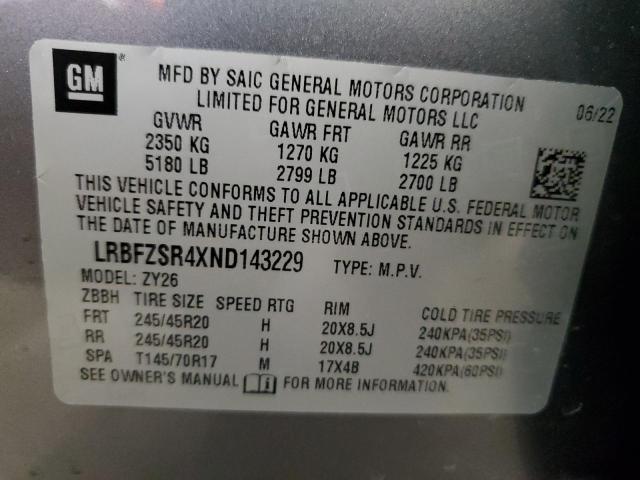 GM
MFD BY SAIC GENERAL MOTORS CORPORATION
LIMITED FOR GENERAL MOTORS LLC 06/22
GVWR GAWR FRT GAWR RR
2350 KG 1270 KG 1225 KG
5180 LB 2799 LB 2700 LB
THIS VEHICLE CONFORMS TO ALL APPLICABLE U.S. FEDERAL MOTOR
VEHICLE SAFETY AND THEFT PREVENTION STANDARDS IN EFFECT ON
THE DATE OF MANUFACTURE SHOWN ABOVE.
LRBFZSR4XND143229 TYPE: M.P.V.
MODEL: ZY26
ZBBH TIRE SIZE SPEED RTG RIM COLD TIRE PRESSURE
FRT 245/45R20 H 20X8.5J 240KPA(35PSI)
RR 245/45R20 H 20X8.5J 240KPA(35PSI)
SPA T145/70R17 M 17X4B 420KPA(60PSI)
SEE OWNER'S MANUAL i FOR MORE INFORMATION.